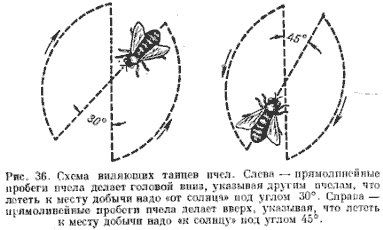 30°
45°
Рис. 36. Схема виляющих танцев пчел. Слева — прямолинейные
пробеги пчела делает головой вниз, указывая другим пчелам, что
лететь к месту добычи надо «от солнца» под углом 30°. Справа —
прямолинейные пробеги пчела делает вверх, указывая, что лететь
к месту добычи надо «к солнцу» под углом 45°.